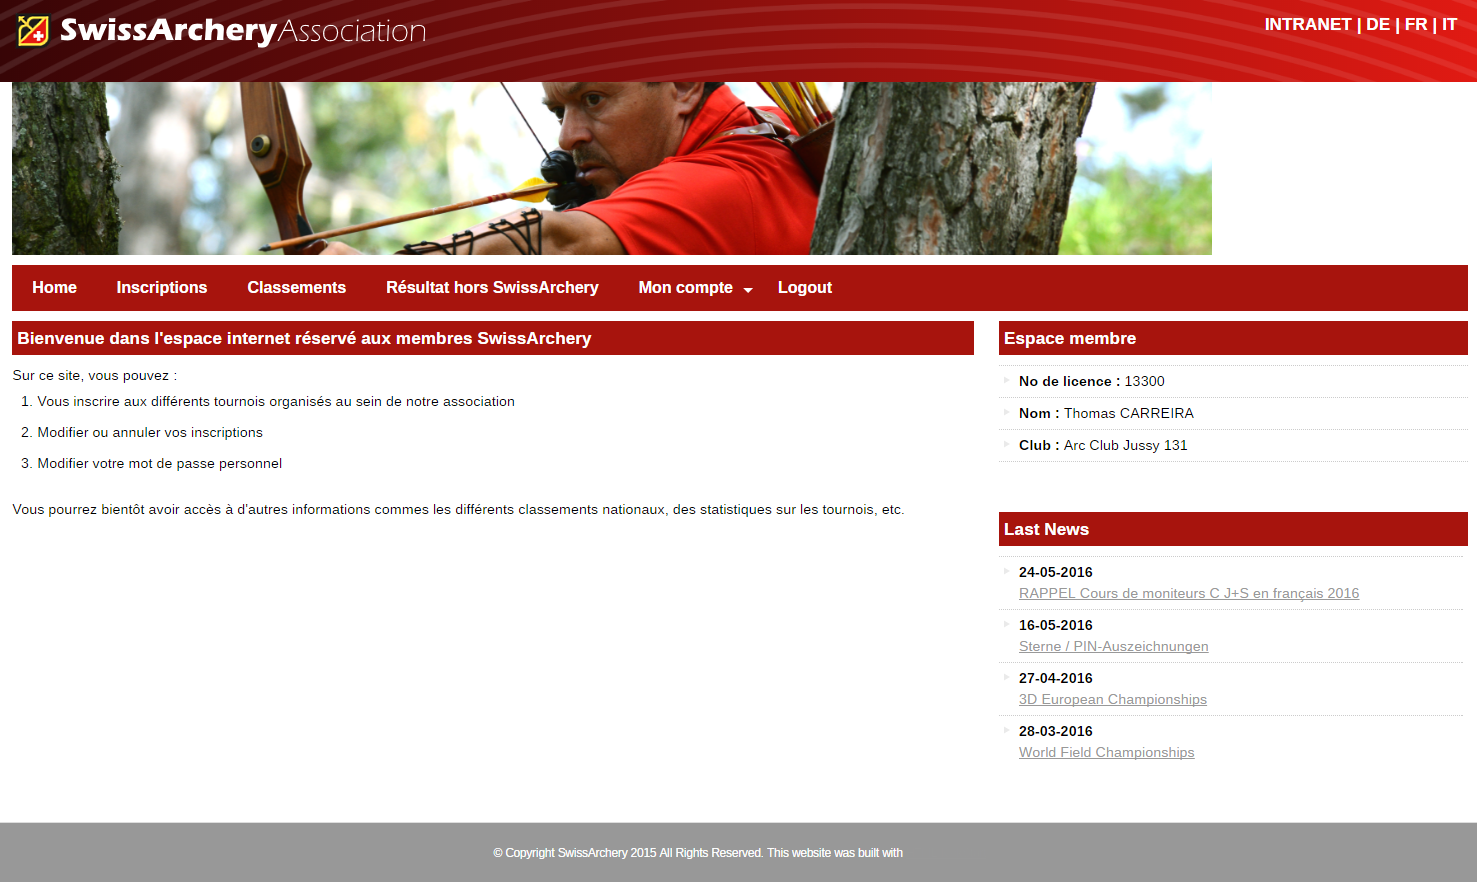 SwissArcheryAssociation
INTRANET | DE | FR | IT
Home Inscriptions Classements Résultat hors SwissArchery Mon compte Logout
Bienvenue dans l'espace internet réservé aux membres SwissArchery
Sur ce site, vous pouvez :
1. Vous inscrire aux différents tournois organisés au sein de notre association
2. Modifier ou annuler vos inscriptions
3. Modifier votre mot de passe personnel
Vous pourrez bientôt avoir accès à d'autres informations commes les différents classements nationaux, des statistiques sur les tournois, etc.
Espace membre
No de licence : 13300
Nom : Thomas CARREIRA
Club : Arc Club Jussy 131
Last News
24-05-2016
RAPPEL Cours de moniteurs C J+S en français 2016
16-05-2016
Sterne / PIN-Auszeichnungen
27-04-2016
3D European Championships
28-03-2016
World Field Championships
© Copyright SwissArchery 2015 All Rights Reserved. This website was built with